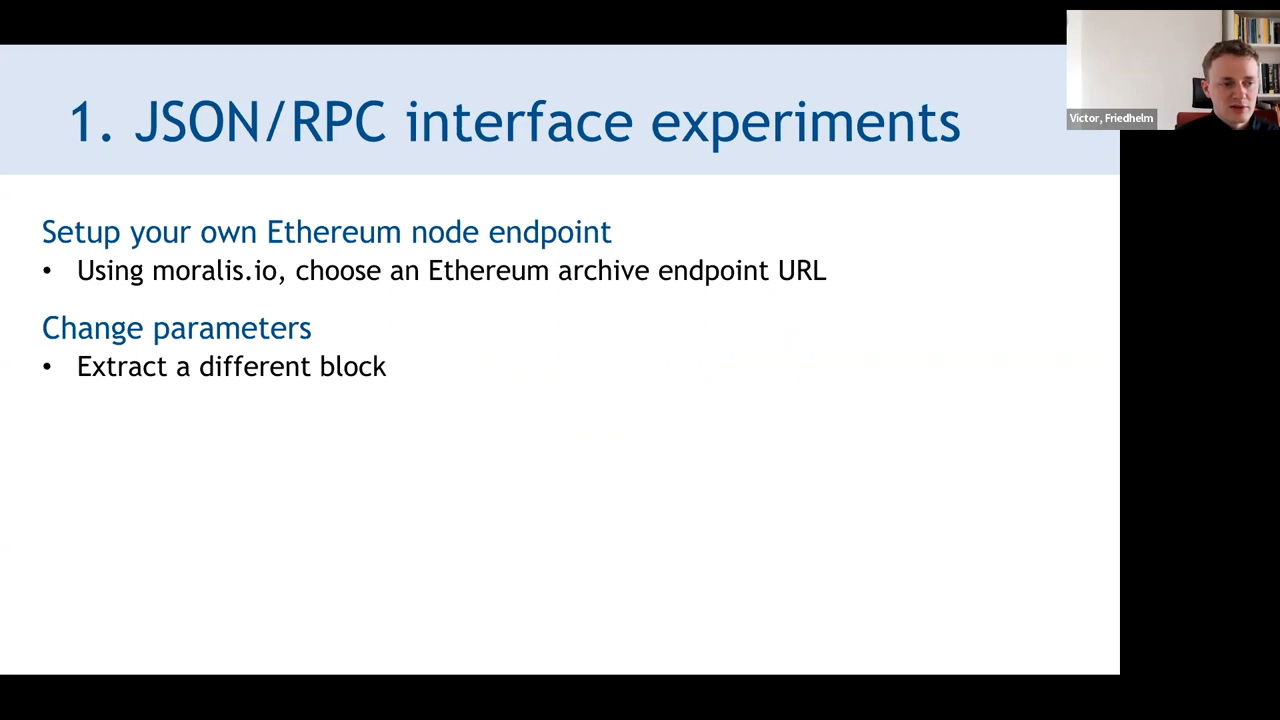 1. JSON/RPC interface experiments
Victor, Friedhelm
Setup your own Ethereum node endpoint
• Using moralis.io, choose an Ethereum archive endpoint URL
Change parameters
• Extract a different block